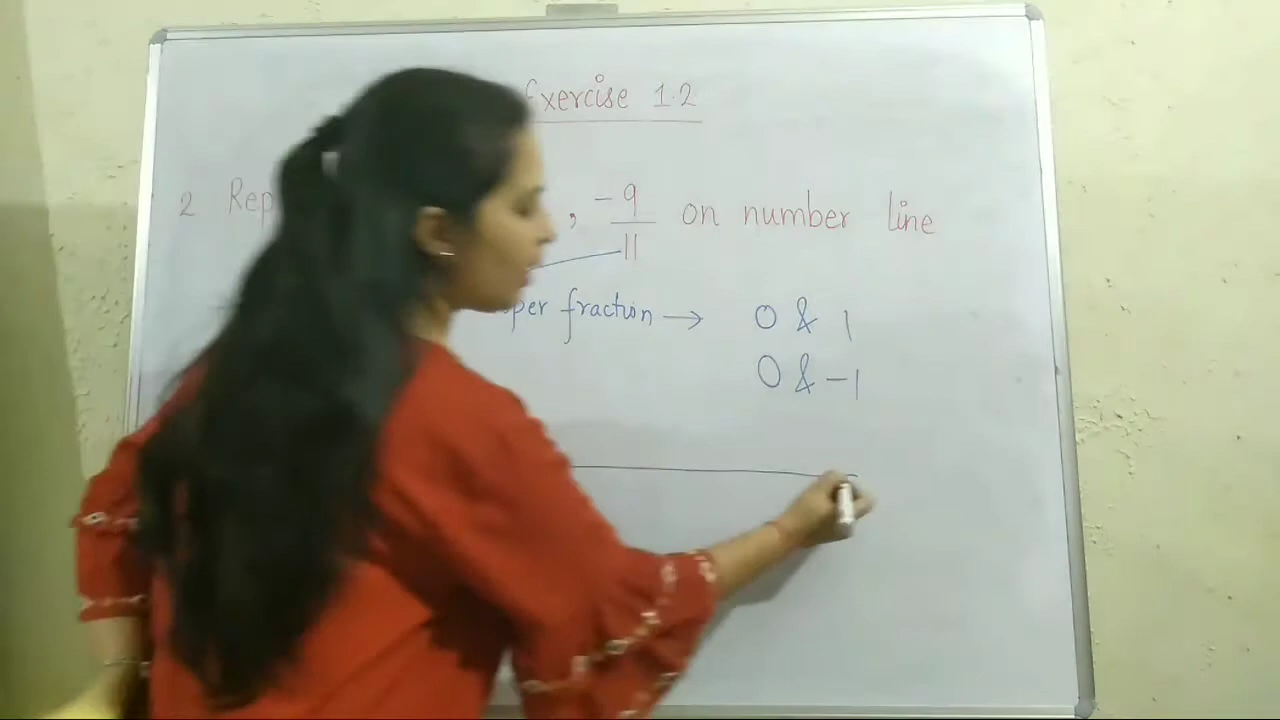 Exercise 1.2
2 Rep , -9/11 on number line
per fraction → 0 & 1
0 & -1